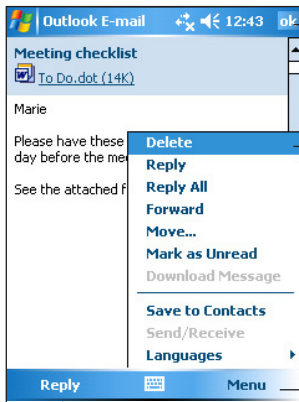 Outlook E-mail 12:43 ok
Meeting checklist
To Do.dot (14K)
Marie
Please have these
day before the me
See the attached f
Delete
Reply
Reply All
Forward
Move...
Mark as Unread
Download Message
Save to Contacts
Send/Receive
Languages
Reply Menu